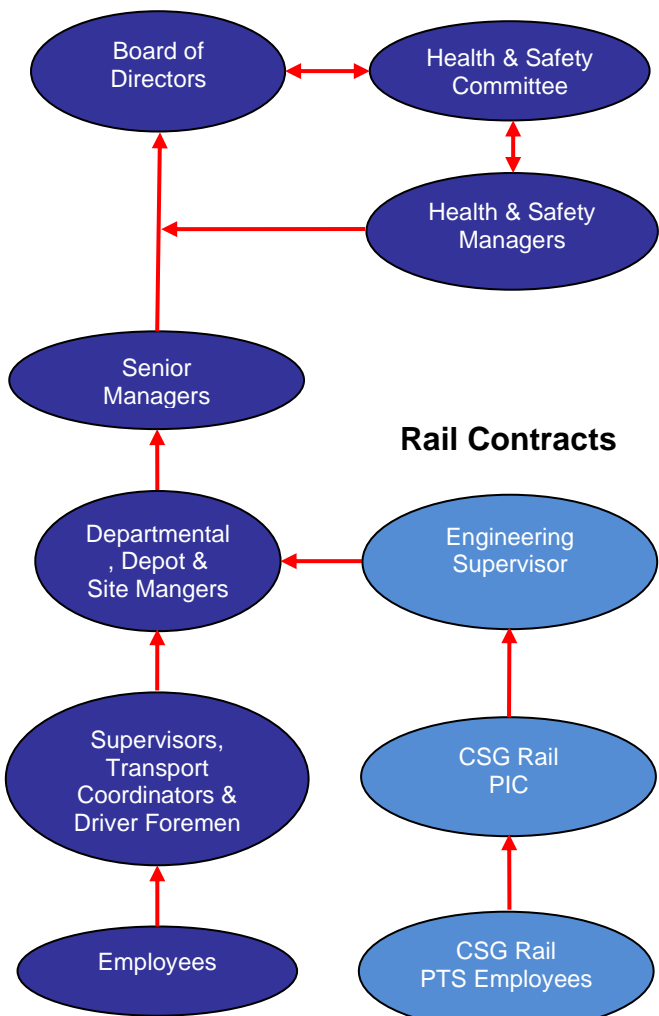 Board of
Directors
Health & Safety
Committee
Health & Safety
Managers
Senior
Managers
Rail Contracts
Departmental
, Depot &
Site Mangers
Engineering
Supervisor
Supervisors,
Transport
Coordinators &
Driver Foremen
CSG Rail
PIC
Employees
CSG Rail
PTS Employees